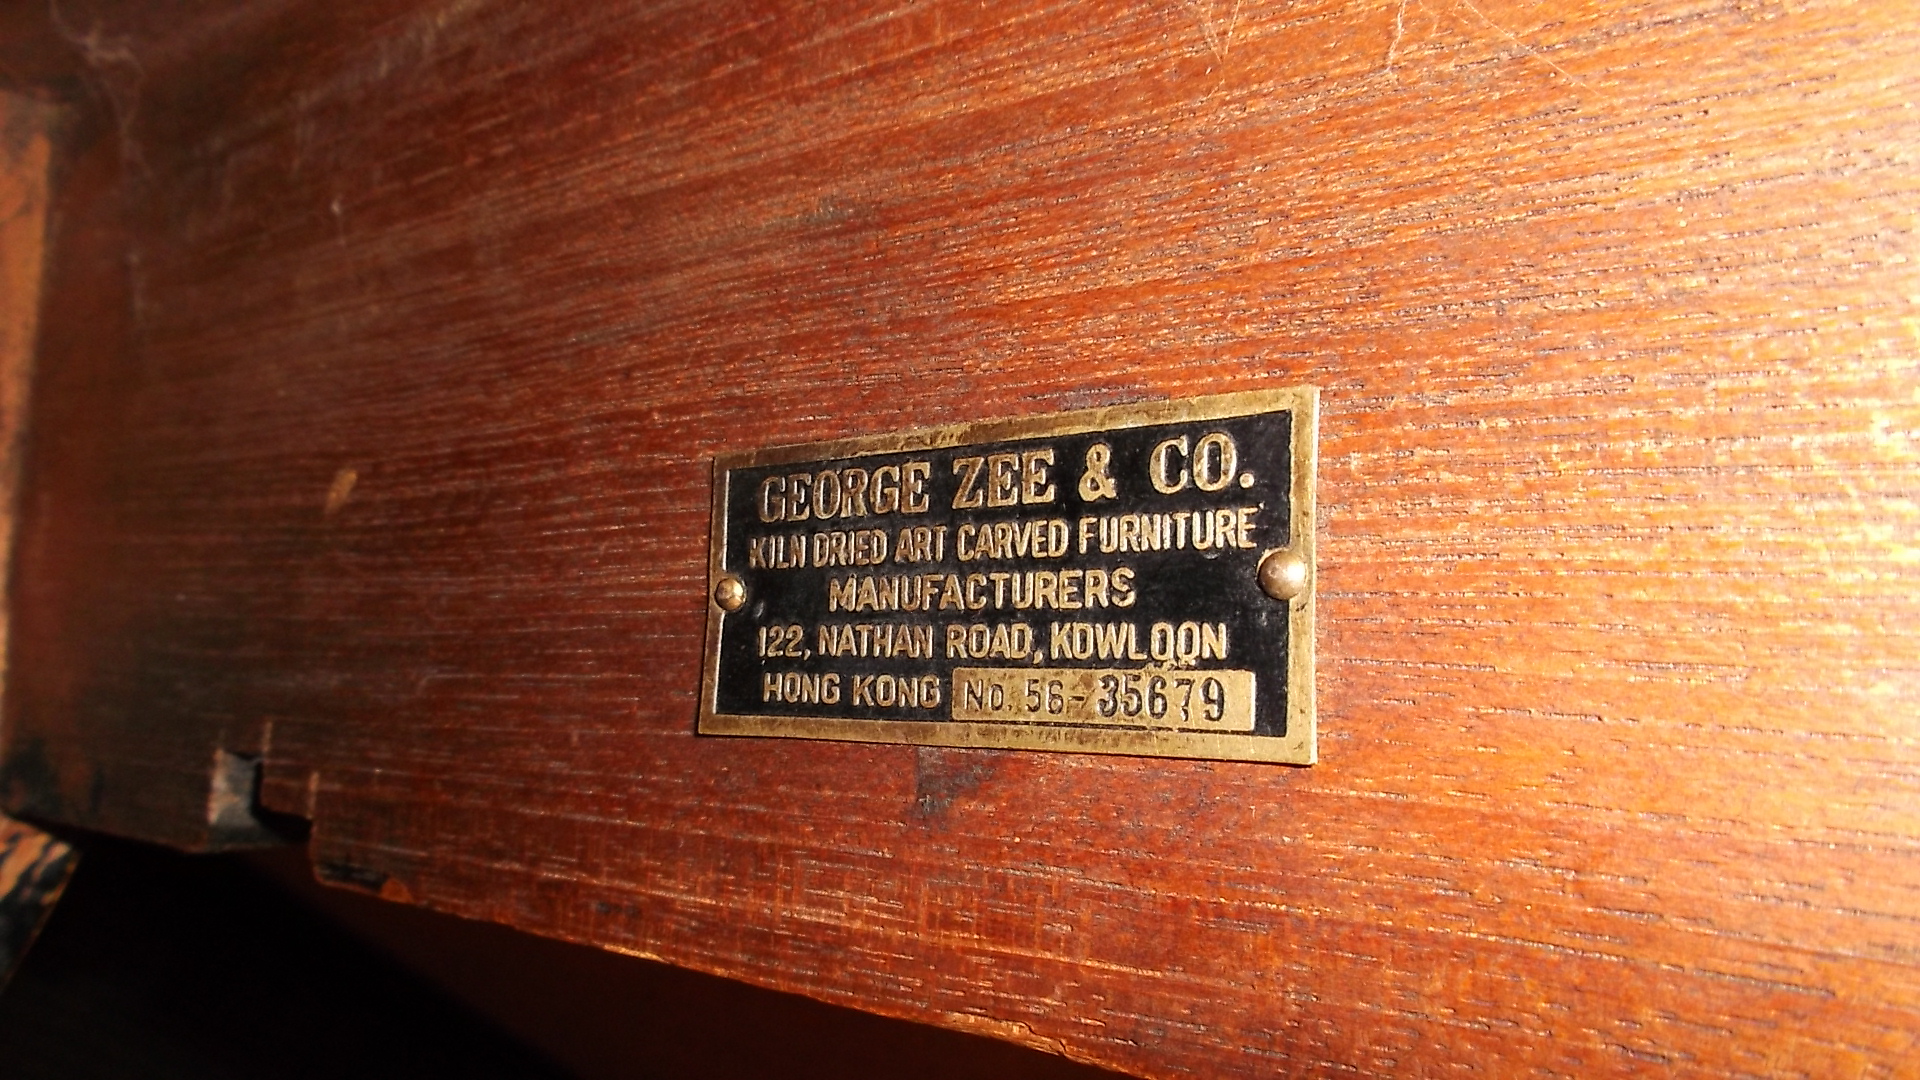 GEORGE ZEE & CO.
KILN DRIED ART CARVED FURNITURE
MANUFACTURERS
122, NATHAN ROAD, KOWLOON
HONG KONG No. 56-35679